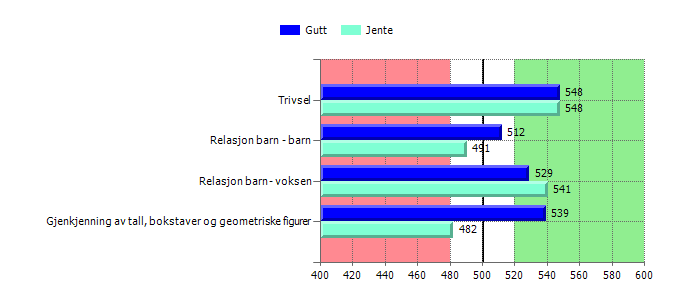 Gutt Jente
Trivsel
548
548
Relasjon barn - barn
512
491
Relasjon barn - voksen
529
541
Gjenkjenning av tall, bokstaver og geometriske figurer
539
482
400 420 440 460 480 500 520 540 560 580 600